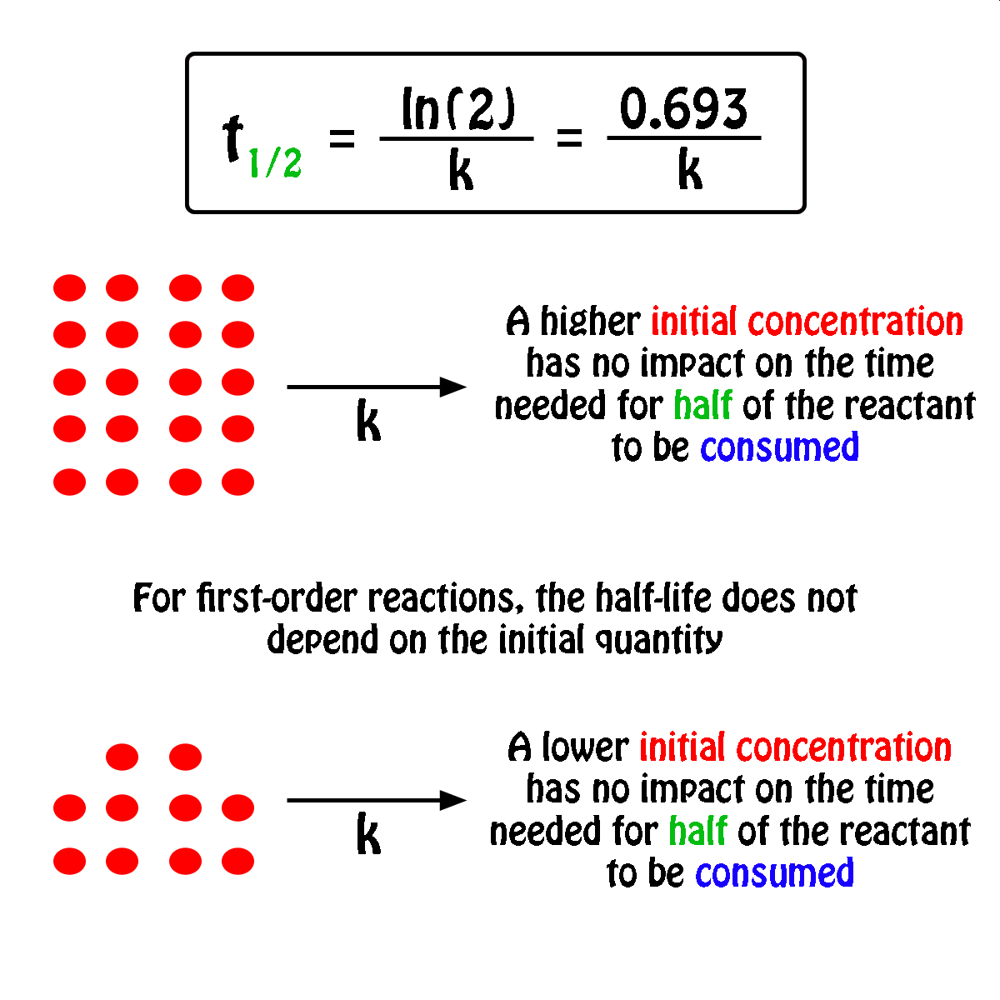 t1/2 = ln(2)/k = 0.693/k
A higher initial concentration
has no impact on the time
needed for half of the reactant
to be consumed
k
For first-order reactions, the half-life does not
depend on the initial quantity
A lower initial concentration
has no impact on the time
needed for half of the reactant
to be consumed
k